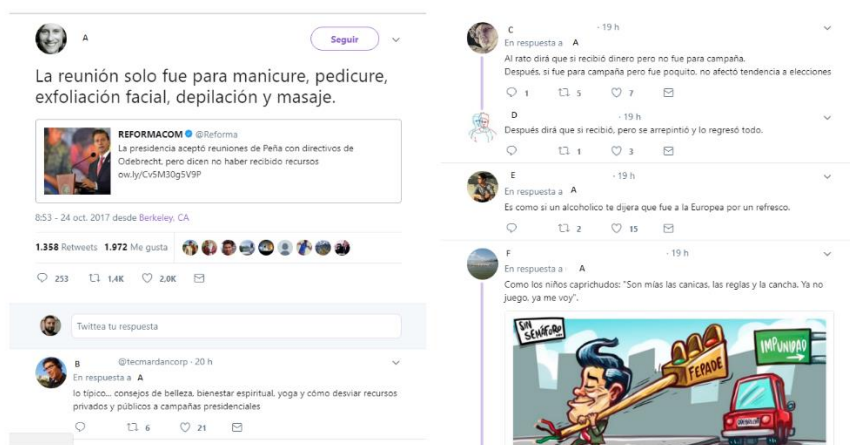 A
Seguir
La reunión solo fue para manicure, pedicure,
exfoliación facial, depilación y masaje.
REFORMACOM @Reforma
La presidencia aceptó reuniones de Peña con directivos de
Odebrecht, pero dicen no haber recibido recursos
ow.ly/Cv5M30g5V9P
8:53 - 24 oct. 2017 desde Berkeley, CA
1.358 Retweets 1.972 Me gusta
253 1,4K 2,0K
Twittea tu respuesta
B @tecmardancorp · 20 h
En respuesta a A
lo típico... consejos de belleza, bienestar espiritual, yoga y cómo desviar recursos
privados y públicos a campañas presidenciales
6 21
C · 19 h
En respuesta a A
Al rato dirá que si recibió dinero pero no fue para campaña.
Después, si fue para campaña pero fue poquito, no afectó tendencia a elecciones
1 5 7
D · 19 h
Después dirá que si recibió, pero se arrepintió y lo regresó todo.
1 3
E · 19 h
En respuesta a A
Es como si un alcoholico te dijera que fue a la Europea por un refresco.
2 15
F · 19 h
En respuesta a A
Como los niños caprichudos: "Son mías las canicas, las reglas y la cancha. Ya no
juego, ya me voy".
SIN
SEMÁFORO
FEPADE
IMPUNIDAD